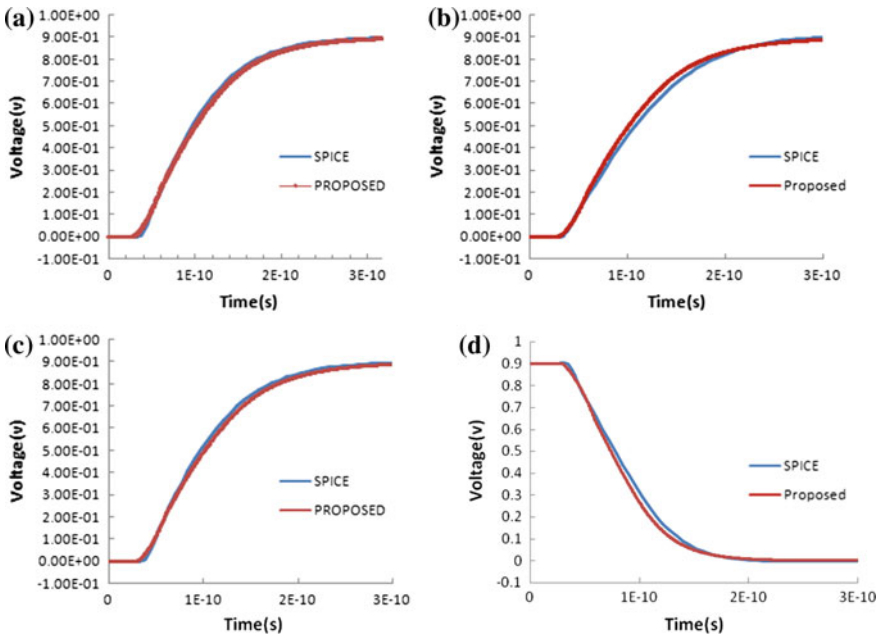 (a)
1.00E+00
9.00E-01
8.00E-01
7.00E-01
6.00E-01
5.00E-01
4.00E-01
3.00E-01
2.00E-01
1.00E-01
0.00E+00
-1.00E-01
Voltage(v)
SPICE
PROPOSED
0 1E-10 2E-10 3E-10
Time(s)
(b)
1.00E+00
9.00E-01
8.00E-01
7.00E-01
6.00E-01
5.00E-01
4.00E-01
3.00E-01
2.00E-01
1.00E-01
0.00E+00
-1.00E-01
Voltage(v)
SPICE
Proposed
0 1E-10 2E-10 3E-10
Time(s)
(c)
1.00E+00
9.00E-01
8.00E-01
7.00E-01
6.00E-01
5.00E-01
4.00E-01
3.00E-01
2.00E-01
1.00E-01
0.00E+00
-1.00E-01
Voltage(v)
SPICE
PROPOSED
0 1E-10 2E-10 3E-10
Time(s)
(d)
1
0.9
0.8
0.7
0.6
0.5
0.4
0.3
0.2
0.1
0
-0.1
Voltage(v)
SPICE
Proposed
0 1E-10 2E-10 3E-10
Time(s)